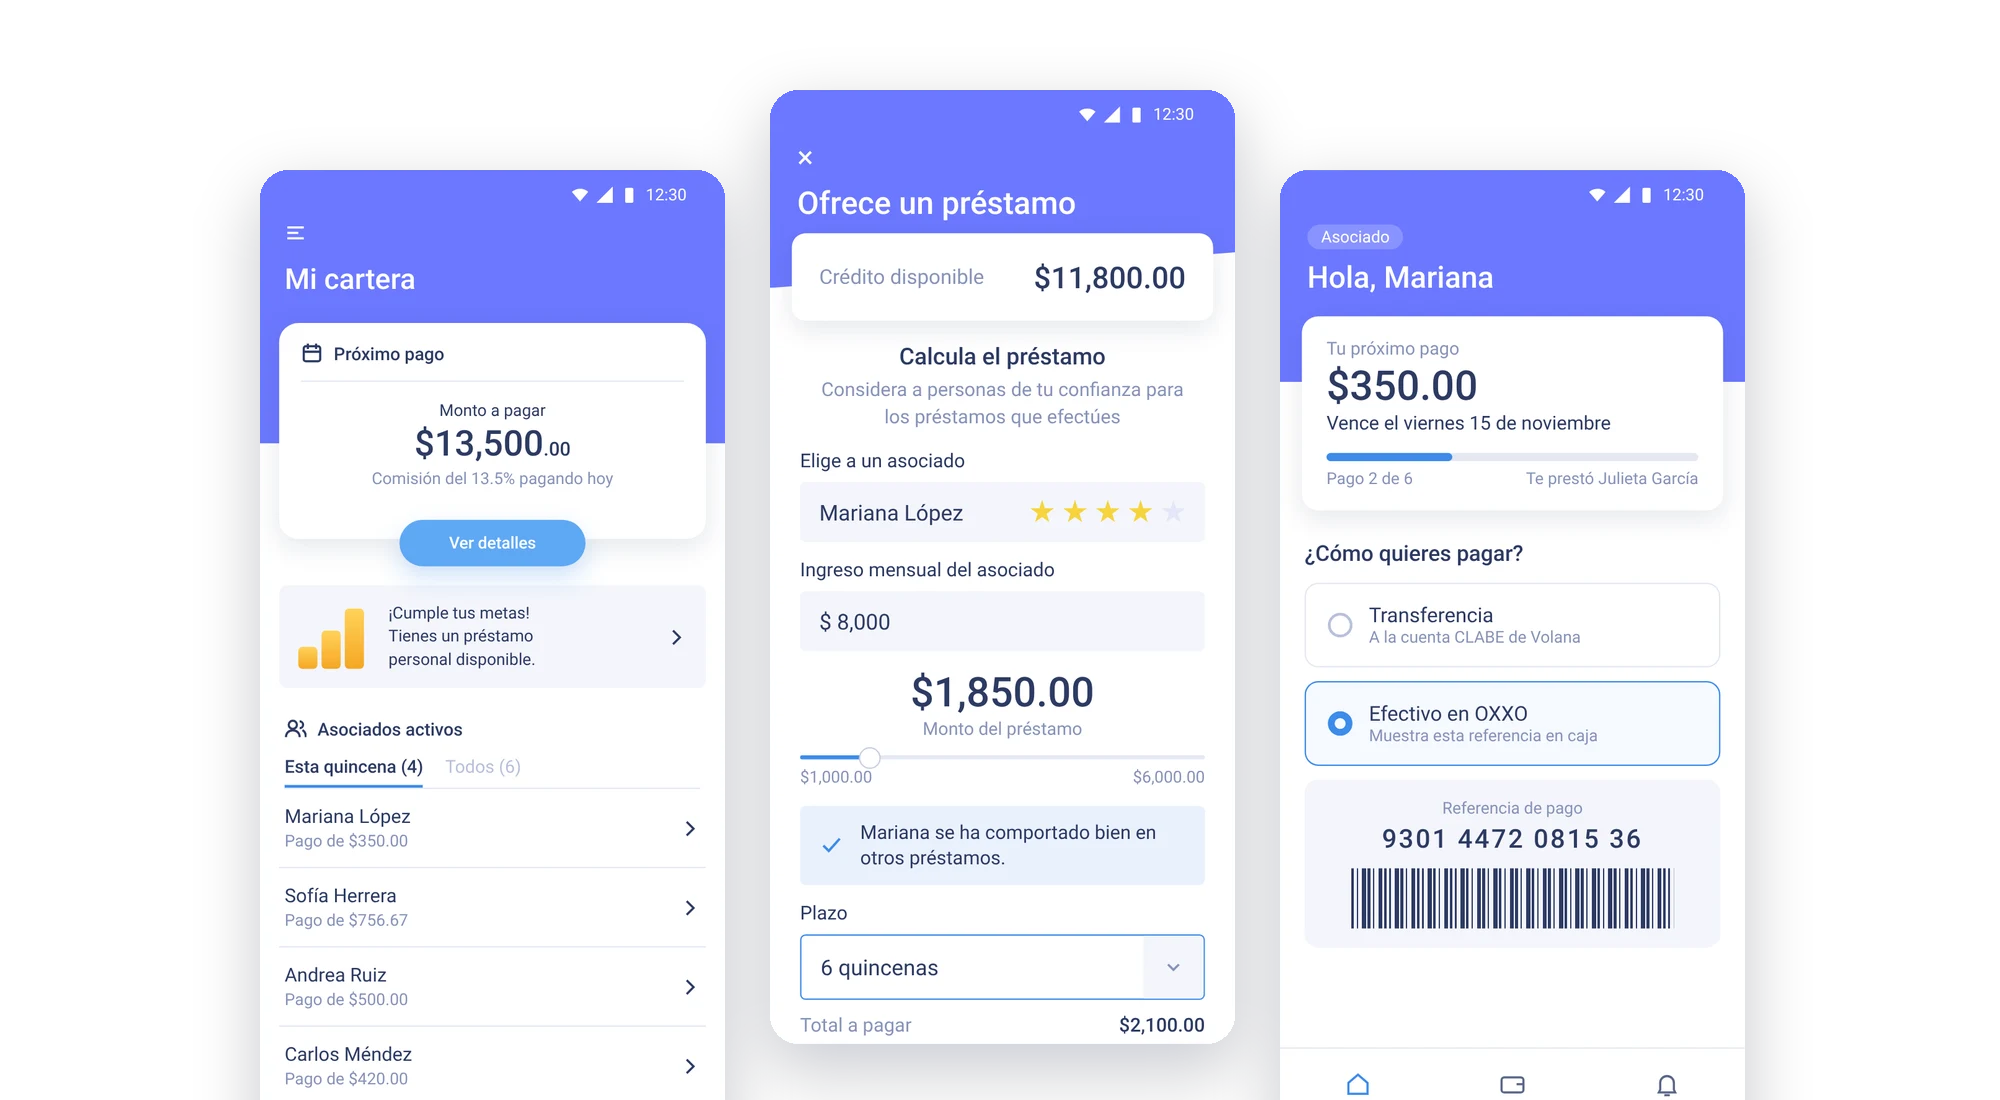 12:30
Mi cartera
Próximo pago
Monto a pagar
$13,500.00
Comisión del 13.5% pagando hoy
Ver detalles
¡Cumple tus metas!
Tienes un préstamo
personal disponible.
Asociados activos
Esta quincena (4) Todos (6)
Mariana López
Pago de $350.00
Sofía Herrera
Pago de $756.67
Andrea Ruiz
Pago de $500.00
Carlos Méndez
Pago de $420.00
12:30
Ofrece un préstamo
Crédito disponible $11,800.00
Calcula el préstamo
Considera a personas de tu confianza para
los préstamos que efectúes
Elige a un asociado
Mariana López
Ingreso mensual del asociado
$ 8,000
$1,850.00
Monto del préstamo
$1,000.00 $6,000.00
Mariana se ha comportado bien en
otros préstamos.
Plazo
6 quincenas
Total a pagar $2,100.00
12:30
Asociado
Hola, Mariana
Tu próximo pago
$350.00
Vence el viernes 15 de noviembre
Pago 2 de 6 Te prestó Julieta García
¿Cómo quieres pagar?
Transferencia
A la cuenta CLABE de Volana
Efectivo en OXXO
Muestra esta referencia en caja
Referencia de pago
9301 4472 0815 36